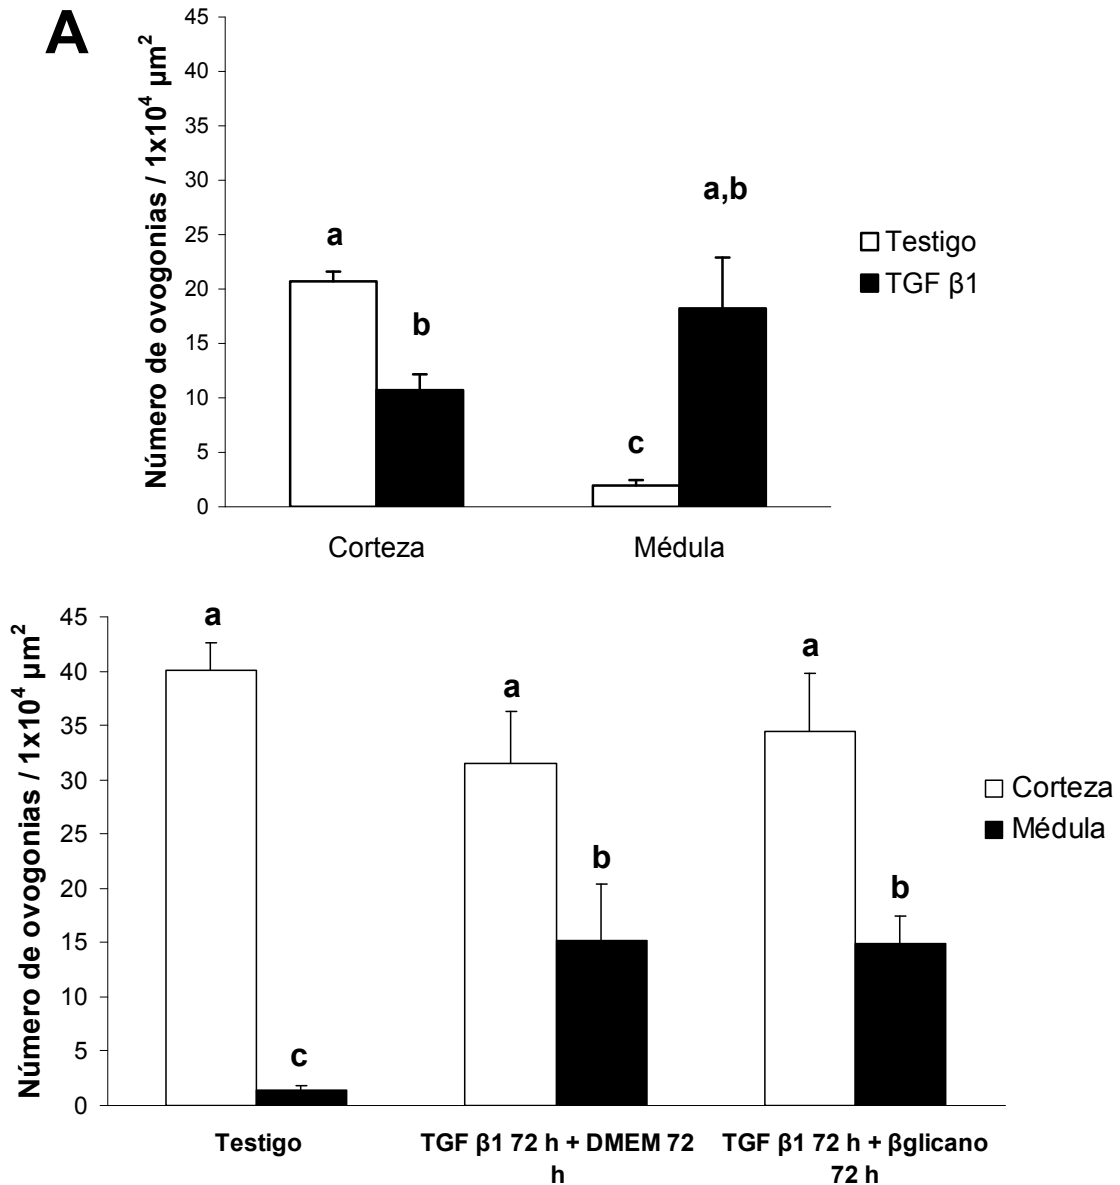 A
Número de ovogonias / 1x10⁴ µm²
45
40
35
30
25
20
15
10
5
0
a
b
c
a,b
Corteza
Médula
Testigo
TGF β1
Número de ovogonias / 1x10⁴ µm²
45
40
35
30
25
20
15
10
5
0
a
c
a
b
a
b
Testigo
TGF β1 72 h + DMEM 72
h
TGF β1 72 h + βglicano
72 h
Corteza
Médula